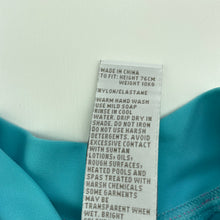 MADE IN CHINA
TO FIT: HEIGHT 76CM
WEIGHT 10KG
NYLON/ELASTANE
WARM HAND WASH
USE MILD SOAP
RINSE IN COOL
WATER. DRIP DRY IN
SHADE. DO NOT IRON
DO NOT USE HARSH
DETERGENTS. AVOID
EXCESSIVE CONTACT
WITH SUNTAN
LOTIONS: OILS:
ROUGH SURFACES:
HEATED POOLS AND
SPAS TREATED WITH
HARSH CHEMICALS
SOME GARMENTS
MAY BECOME
TRANSPARENT WHEN
WET. BRIGHT